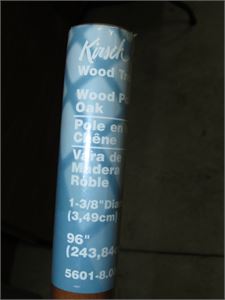 Kirsch
Wood
Wood
Oak
Pole en
Chêne
Vara de
Madera
Roble
1-3/8"
(3,49cm)
96"
(243,84
5601-8.0